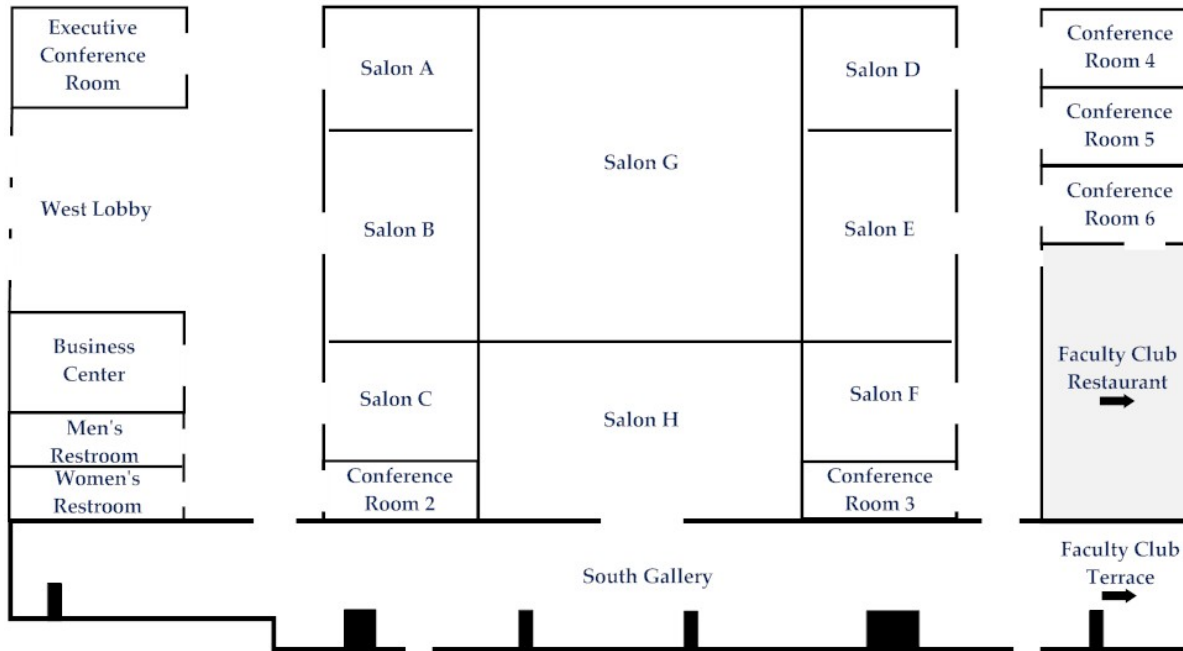 Executive
Conference
Room
Salon A
Salon D
Conference
Room 4
Conference
Room 5
Salon G
West Lobby
Salon B
Salon E
Conference
Room 6
Business
Center
Faculty Club
Restaurant
Salon C
Salon F
Salon H
Men's
Restroom
Women's
Restroom
Conference
Room 2
Conference
Room 3
South Gallery
Faculty Club
Terrace